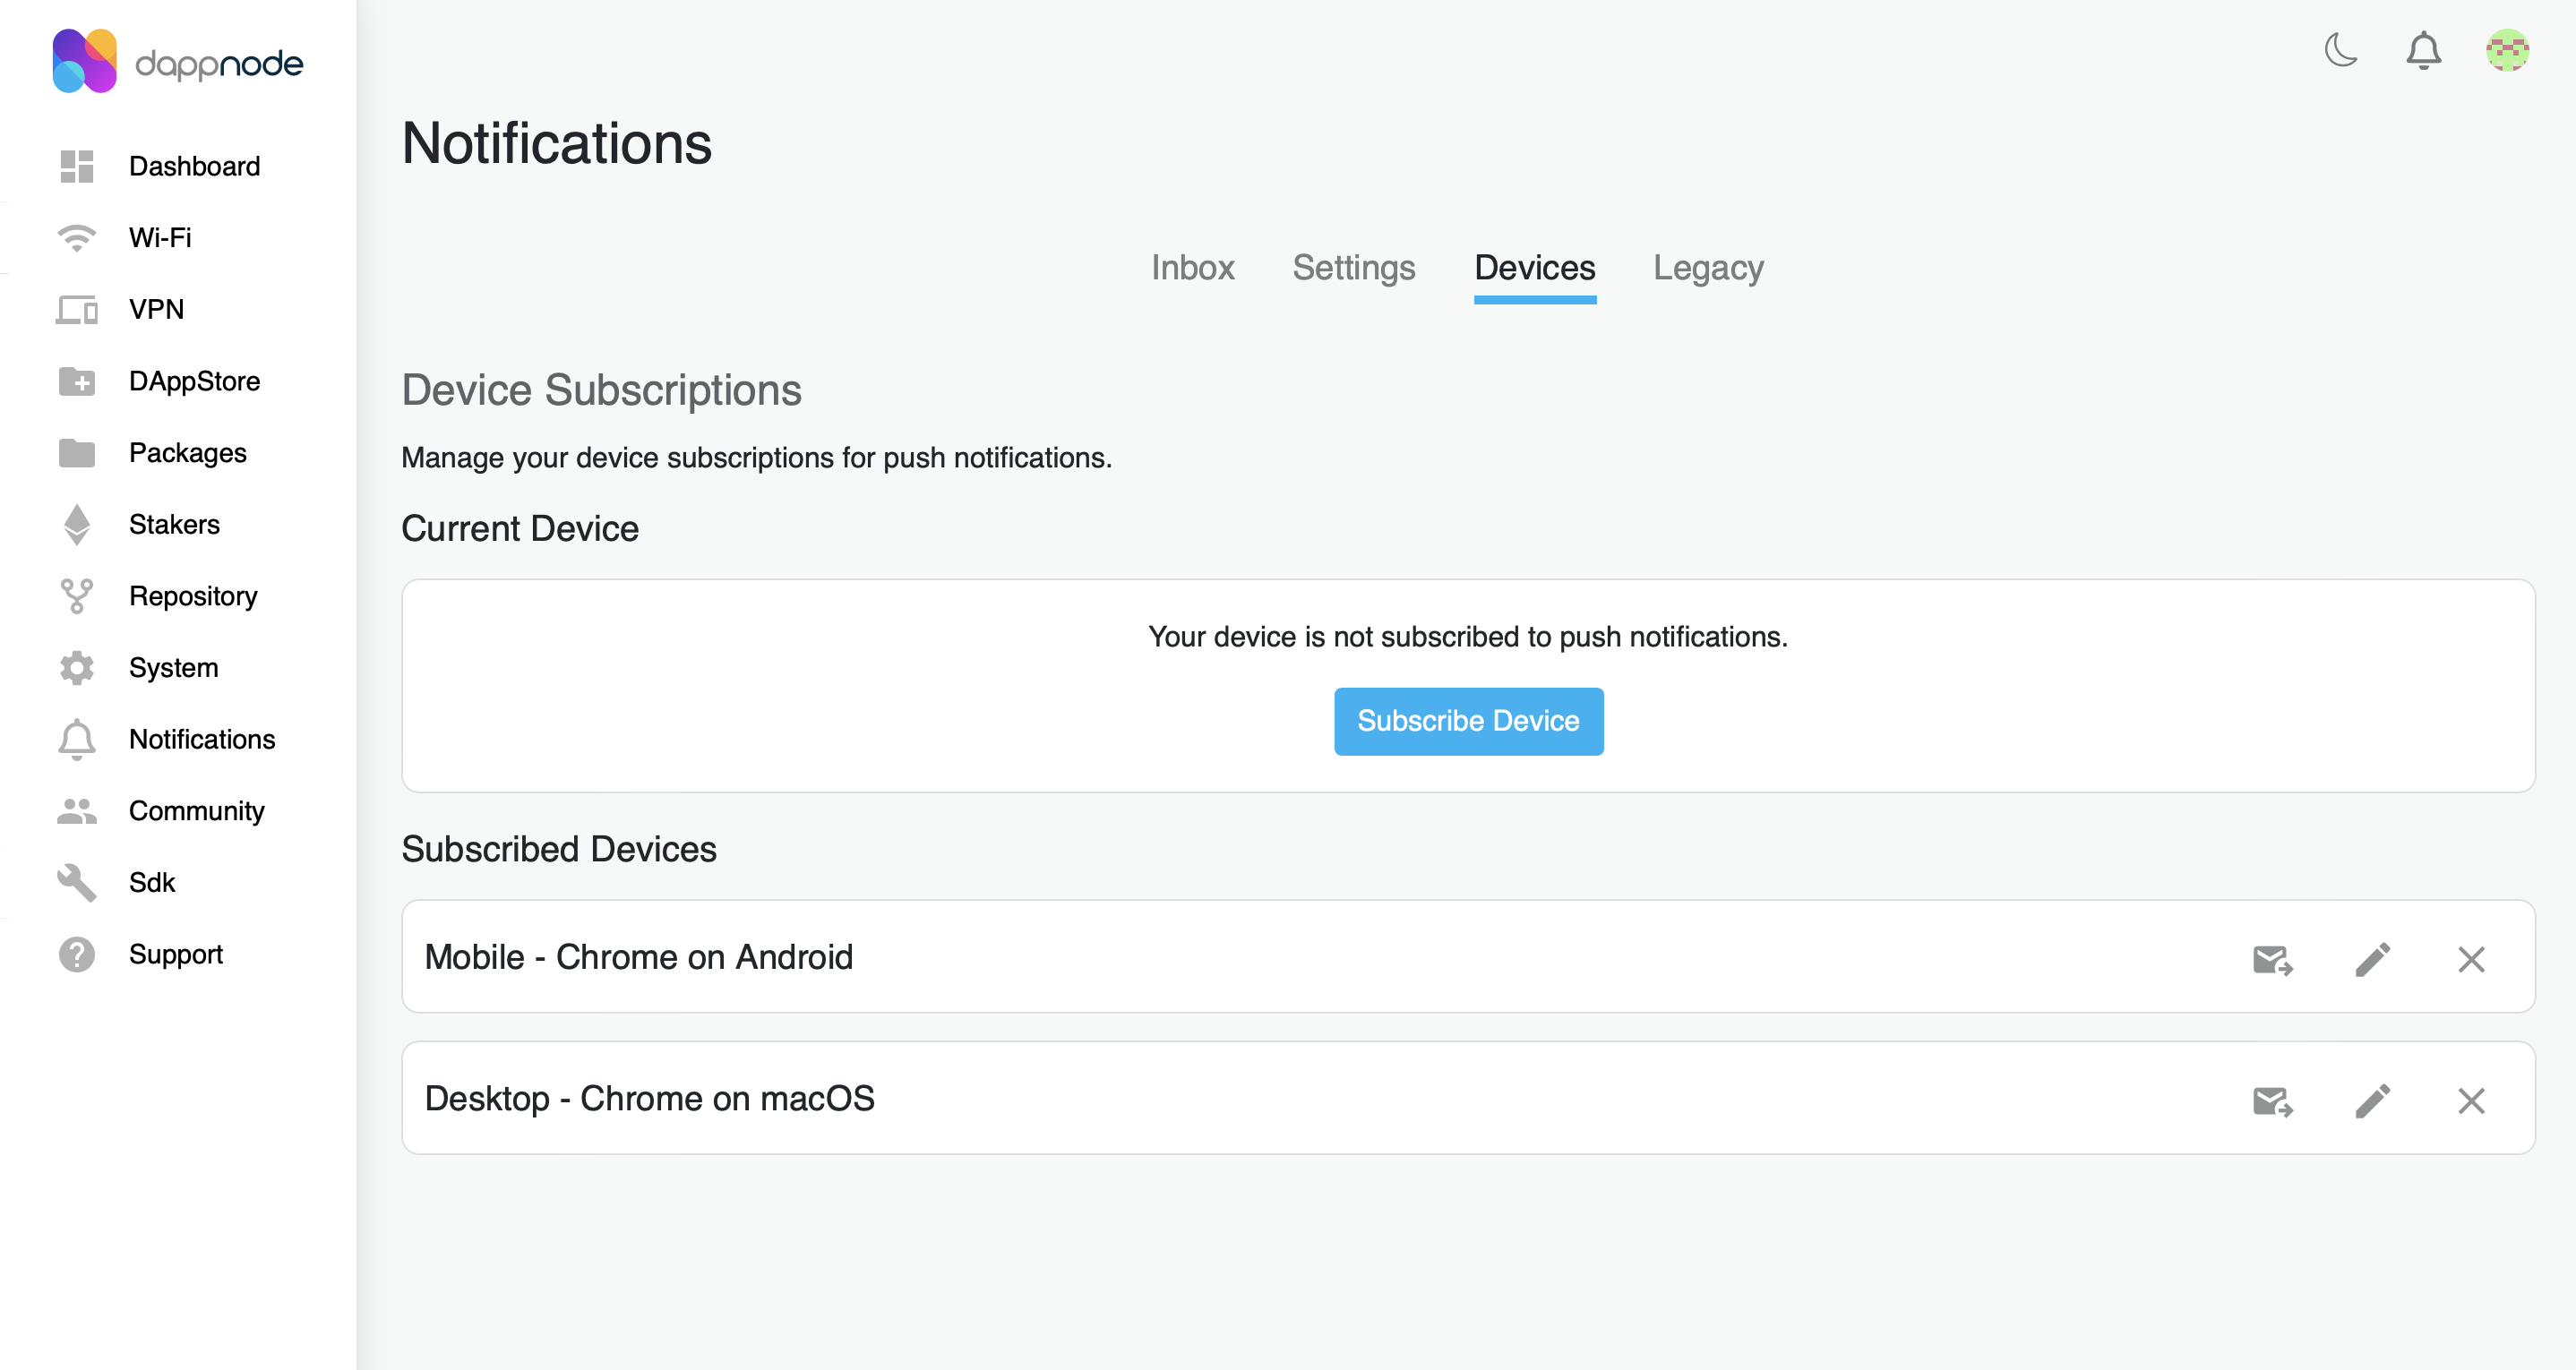 dappnode
Dashboard
Wi-Fi
VPN
DAppStore
Packages
Stakers
Repository
System
Notifications
Community
Sdk
Support
Notifications
Inbox
Settings
Devices
Legacy
Device Subscriptions
Manage your device subscriptions for push notifications.
Current Device
Your device is not subscribed to push notifications.
Subscribe Device
Subscribed Devices
Mobile - Chrome on Android
Desktop - Chrome on macOS